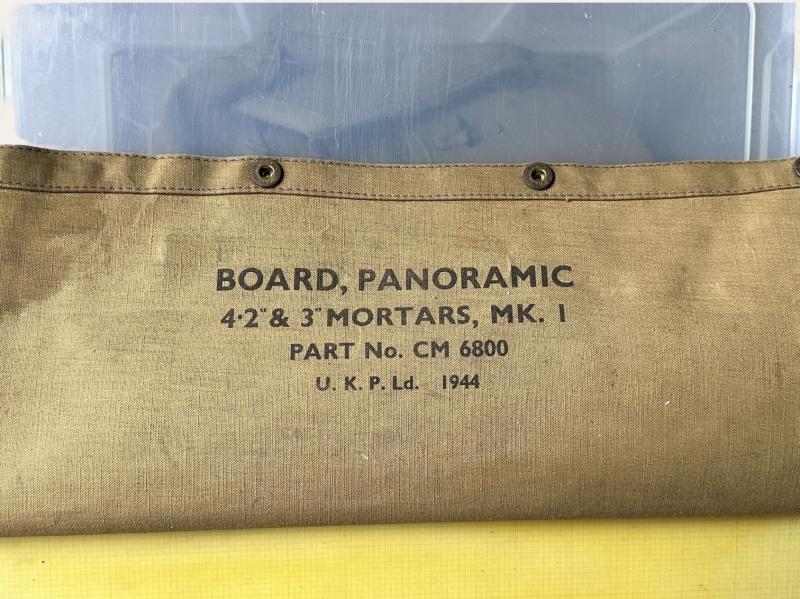 BOARD, PANORAMIC
4·2" & 3" MORTARS, MK. I
PART No. CM 6800
U. K. P. Ld. 1944